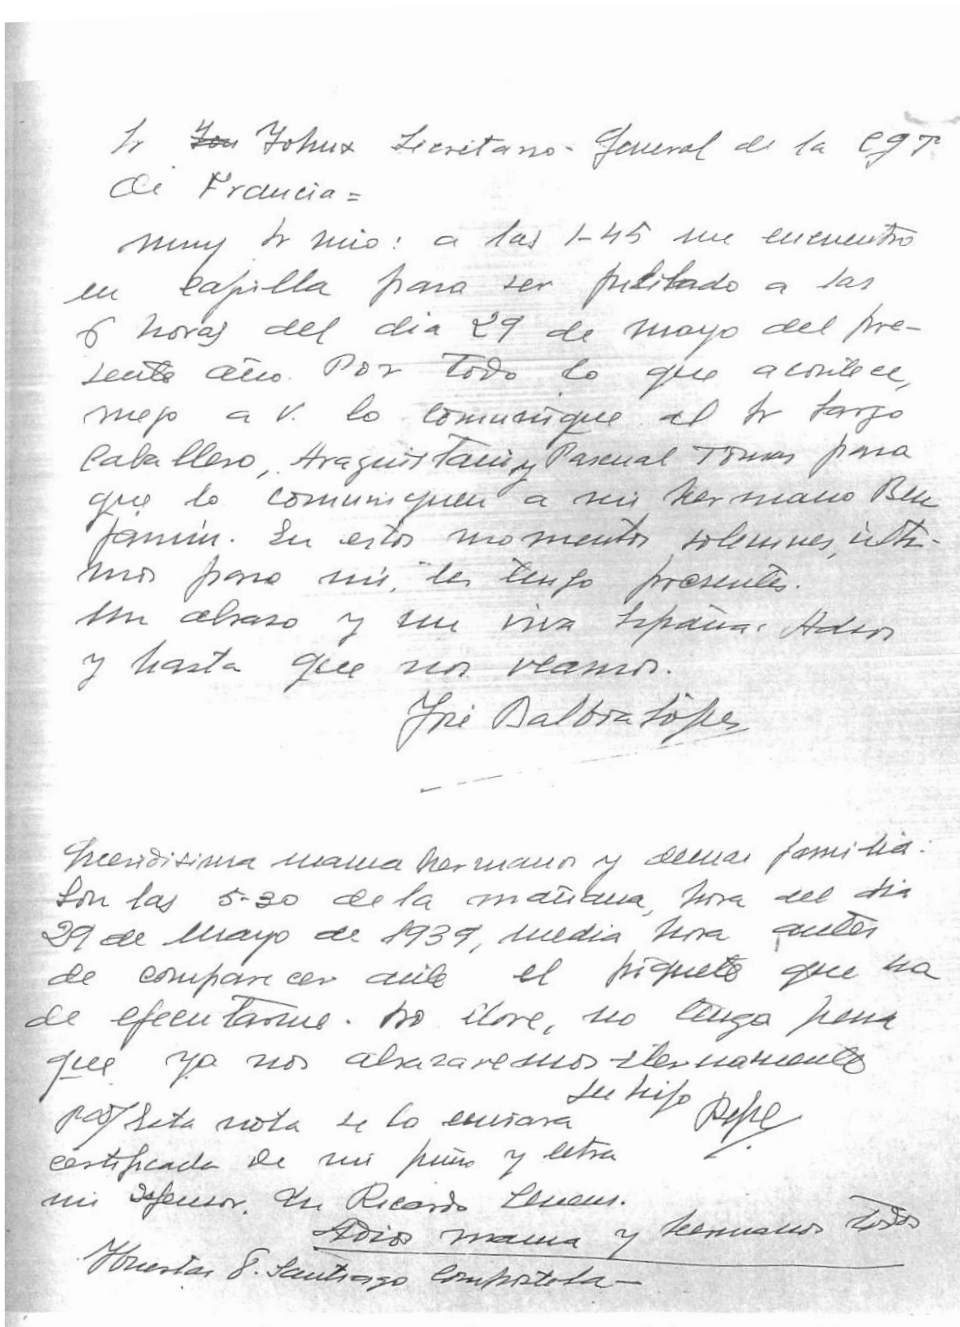 Sr Johux Secretario-General de la CGT
de Francia=
muy Sr mio: a las 1-45 me encuentro
en capilla para ser fusilado a las
6 horas del dia 29 de mayo del pre-
sente año. Por todo lo que acontece,
ruego a V. lo comunique al Sr Largo
Caballero, Araquistain y Pascual Tomas para
que lo comuniquen a mi hermano Ben
jamin. En estos momentos solemnes, ulti-
mos para mi, les tengo presentes.
Un abrazo y un viva España. Adios
y hasta que nos veamos.
José Balboa López
Queridisima mama hermanos y demas familia.
Son las 5-30 de la mañana, hora del dia
29 de Mayo de 1939, media hora antes
de comparecer ante el piquete que ha
de efecutarme. No llore, no tenga pena
que ya nos abrazaremos eternamente
su hijo Pepe
Esta nota se la enviara
certificada de mi puño y letra
mi defensor. Dn Ricardo
Adios mama y hermanos todos
Huertas 8. Santiago Compostela-